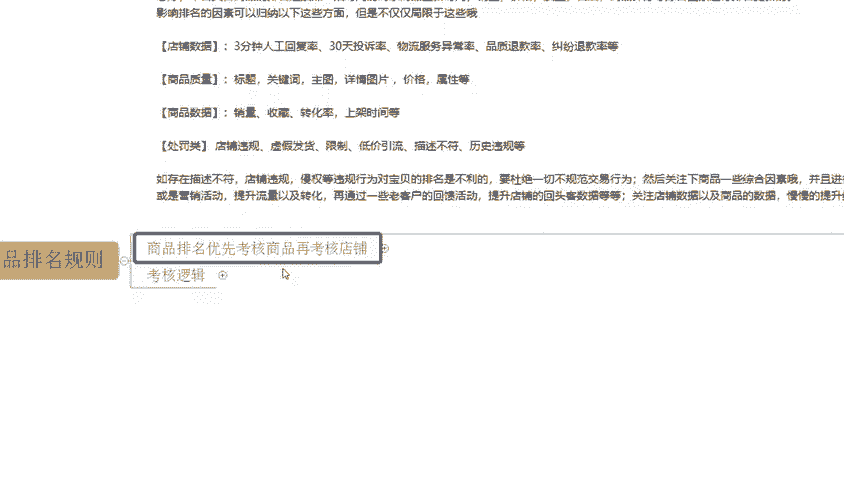 影响排名的因素可以归纳以下这些方面，但是不仅仅局限于这些哦
【店铺数据】：3分钟人工回复率、30天投诉率、物流服务异常率、品质退款率、纠纷退款率等
【商品质量】：标题，关键词，主图，详情图片 ，价格，属性等
【商品数据】：销量、收藏、转化率，上架时间等
【处罚类】 店铺违规、虚假发货、限制、低价引流、描述不符、历史违规等
如存在描述不符，店铺违规，侵权等违规行为对宝贝的排名是不利的，要杜绝一切不规范交易行为；然后关注下商品一些综合因素哦，并且进
或是营销活动，提升流量以及转化，再通过一些老客户的回馈活动，提升店铺的回头客数据等等；关注店铺数据以及商品的数据，慢慢的提升
商品排名优先考核商品再考核店铺
品排名规则
考核逻辑